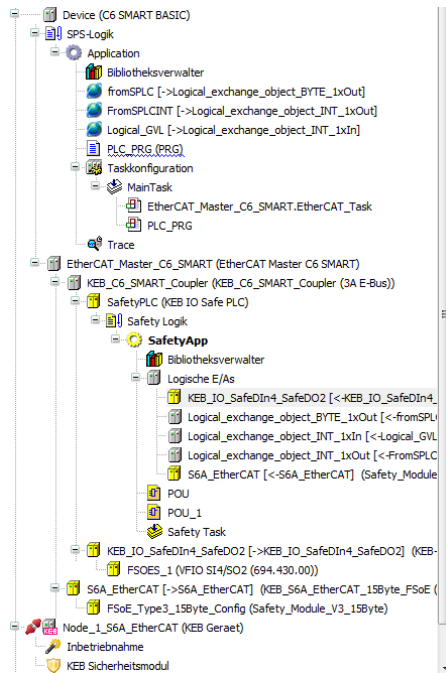 Device (C6 SMART BASIC)
SPS-Logik
Application
Bibliotheksverwalter
fromSPLC [->Logical_exchange_object_BYTE_1xOut]
FromSPLCINT [->Logical_exchange_object_INT_1xOut]
Logical_GVL [->Logical_exchange_object_INT_1xIn]
PLC_PRG (PRG)
Taskkonfiguration
MainTask
EtherCAT_Master_C6_SMART.EtherCAT_Task
PLC_PRG
Trace
EtherCAT_Master_C6_SMART (EtherCAT Master C6 SMART)
KEB_C6_SMART_Coupler (KEB_C6_SMART_Coupler (3A E-Bus))
SafetyPLC (KEB IO Safe PLC)
Safety Logik
SafetyApp
Bibliotheksverwalter
Logische E/As
KEB_IO_SafeDIn4_SafeDO2 [<-KEB_IO_SafeDIn4_
Logical_exchange_object_BYTE_1xOut [<-fromSPL
Logical_exchange_object_INT_1xIn [<-Logical_GVL
Logical_exchange_object_INT_1xOut [<-FromSPLC
S6A_EtherCAT [<-S6A_EtherCAT] (Safety_Module
POU
POU_1
Safety Task
KEB_IO_SafeDIn4_SafeDO2 [->KEB_IO_SafeDIn4_SafeDO2] (KEB-
FSOES_1 (VFIO SI4/SO2 (694.430.00))
S6A_EtherCAT [->S6A_EtherCAT] (KEB_S6A_EtherCAT_15Byte_FSoE (
FSoE_Type3_15Byte_Config (Safety_Module_V3_15Byte)
Node_1_S6A_EtherCAT (KEB Geraet)
Inbetriebnahme
KEB Sicherheitsmodul